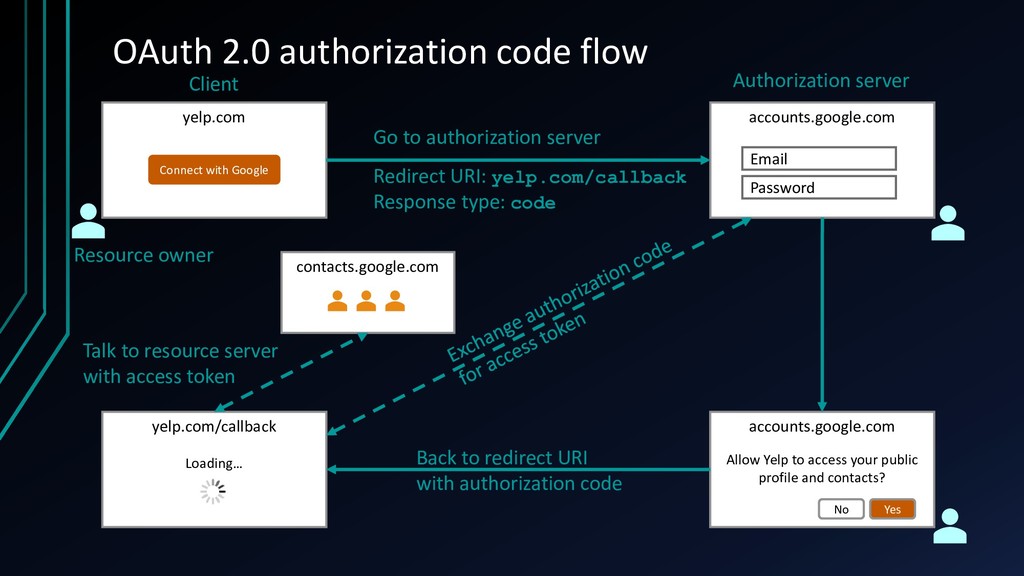 OAuth 2.0 authorization code flow
Client
Authorization server
yelp.com
Connect with Google
Go to authorization server
Redirect URI: yelp.com/callback
Response type: code
accounts.google.com
Email
Password
Resource owner
contacts.google.com
Exchange authorization code
for access token
Talk to resource server
with access token
yelp.com/callback
Loading...
Back to redirect URI
with authorization code
accounts.google.com
Allow Yelp to access your public
profile and contacts?
No
Yes